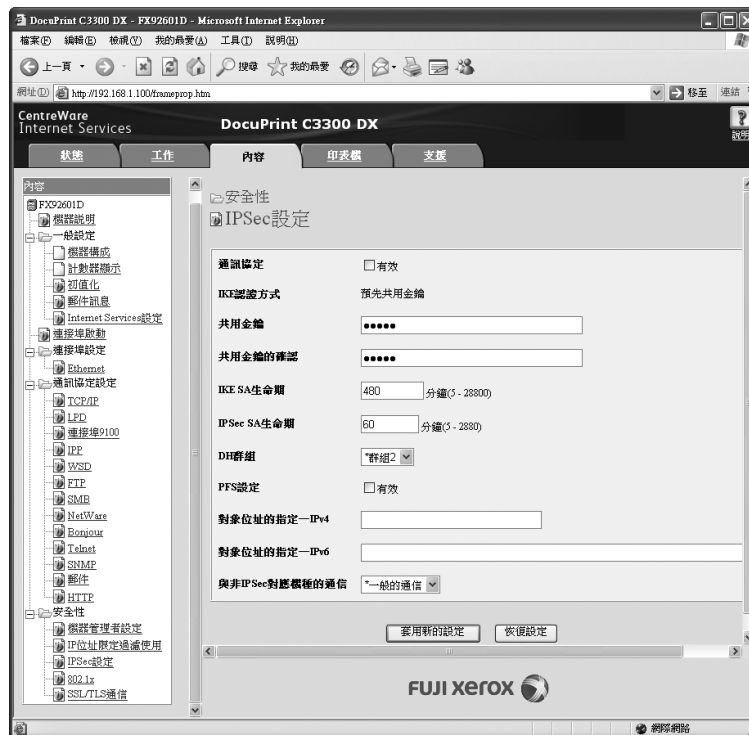 DocuPrint C3300 DX - FX92601D - Microsoft Internet Explorer
檔案(F) 編輯(E) 檢視(V) 我的最愛(A) 工具(T) 說明(H)
上一頁 搜尋 我的最愛
網址(D) http://192.168.1.100/frameprop.htm 移至 連結
CentreWare
Internet Services
DocuPrint C3300 DX
說明
狀態 工作 內容 印表機 支援
內容
FX92601D
機器說明
一般設定
機器構成
計數器顯示
初值化
郵件訊息
Internet Services設定
連接埠啟動
連接埠設定
Ethernet
通訊協定設定
TCP/IP
LPD
連接埠9100
IPP
WSD
FTP
SMB
NetWare
Bonjour
Telnet
SNMP
郵件
HTTP
安全性
機器管理者設定
IP位址限定過濾使用
IPSec設定
802.1x
SSL/TLS通信
安全性
IPSec設定
通訊協定 有效
IKE認證方式 預先共用金鑰
共用金鑰 •••••
共用金鑰的確認 •••••
IKE SA生命期 480 分鐘(5 - 28800)
IPSec SA生命期 60 分鐘(5 - 2880)
DH群組 *群組2
PFS設定 有效
對象位址的指定—IPv4
對象位址的指定—IPv6
與非IPSec對應機種的通信 *一般的通信
套用新的設定 恢復設定
FUJI XEROX
網際網路